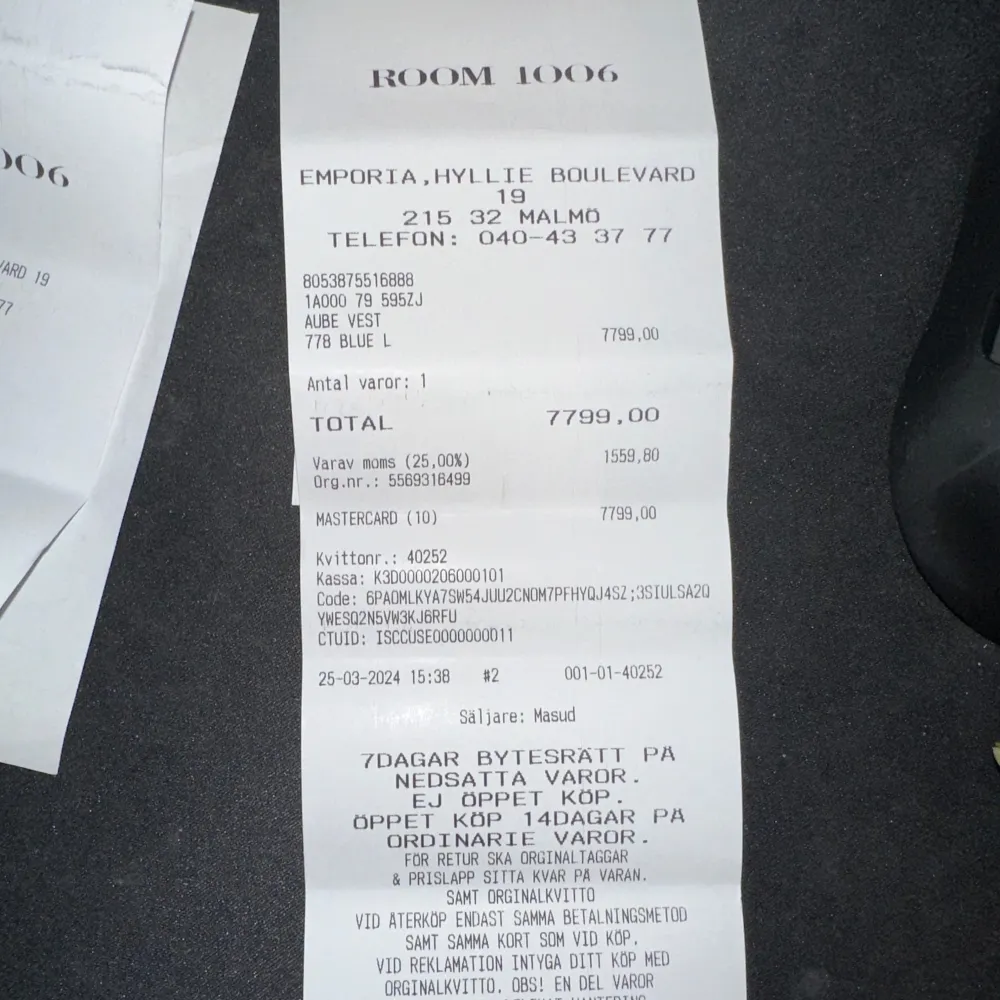 ROOM 1006
EMPORIA,HYLLIE BOULEVARD
19
215 32 MALMÖ
TELEFON: 040-43 37 77
8053875516888
1A000 79 595ZJ
AUBE VEST
778 BLUE L 7799,00
Antal varor: 1
TOTAL 7799,00
Varav moms (25,00%) 1559,80
Org.nr.: 5569316499
MASTERCARD (10) 7799,00
Kvittonr.: 40252
Kassa: K3D0000206000101
Code: 6PAOMLKYA7SW54JUU2CNOM7PFHYQJ4SZ;3SIULSA2Q
YWESQ2N5VW3KJ6RFU
CTUID: ISCCUSE0000000011
25-03-2024 15:38 #2 001-01-40252
Säljare: Masud
7DAGAR BYTESRÄTT PÅ
NEDSATTA VAROR.
EJ ÖPPET KÖP.
ÖPPET KÖP 14DAGAR PÅ
ORDINARIE VAROR.
FÖR RETUR SKA ORGINALTAGGAR
& PRISLAPP SITTA KVAR PÅ VARAN.
SAMT ORGINALKVITTO
VID ÅTERKÖP ENDAST SAMMA BETALNINGSMETOD
SAMT SAMMA KORT SOM VID KÖP.
VID REKLAMATION INTYGA DITT KÖP MED
ORGINALKVITTO. OBS! EN DEL VAROR
006
VARD 19
77